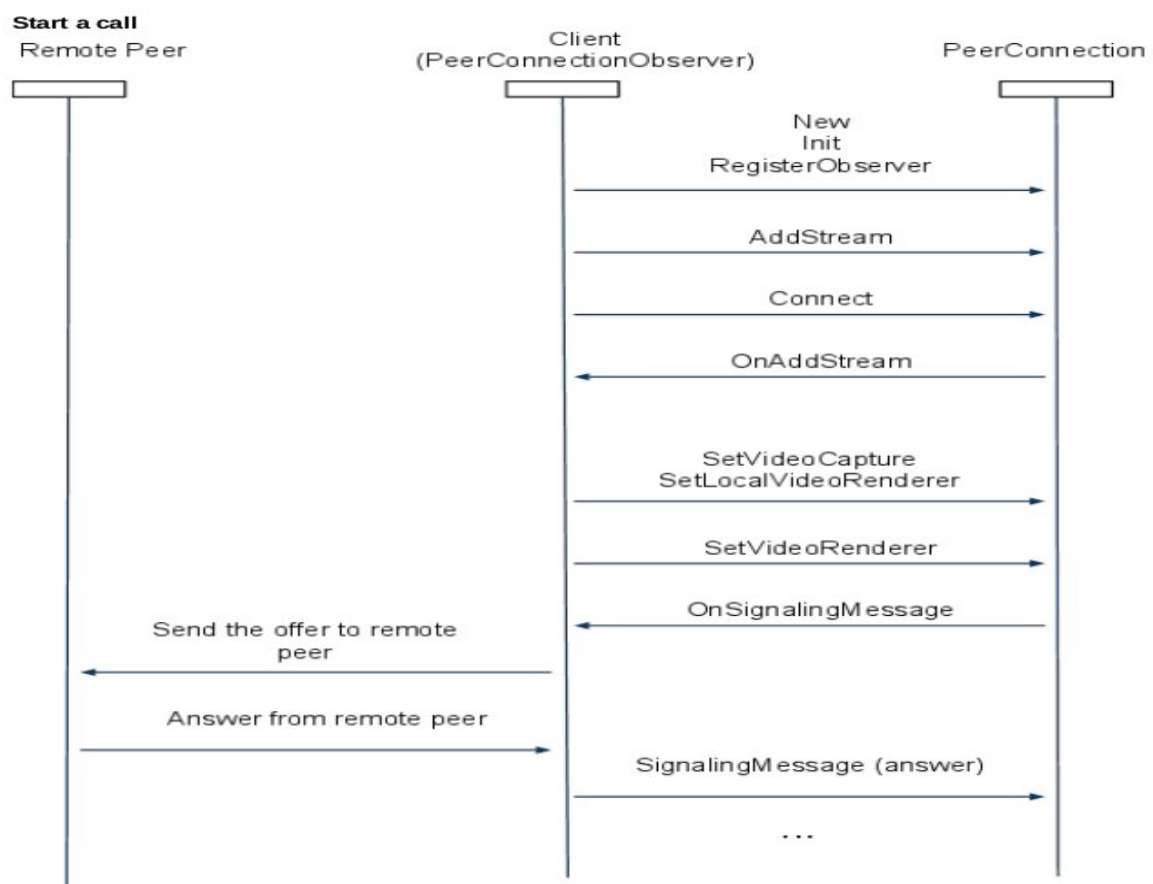 Start a call
Remote Peer
Client
(PeerConnectionObserver)
PeerConnection
New
Init
RegisterObserver
AddStream
Connect
OnAddStream
SetVideoCapture
SetLocalVideoRenderer
SetVideoRenderer
OnSignalingMessage
Send the offer to remote
peer
Answer from remote peer
SignalingMessage (answer)
...